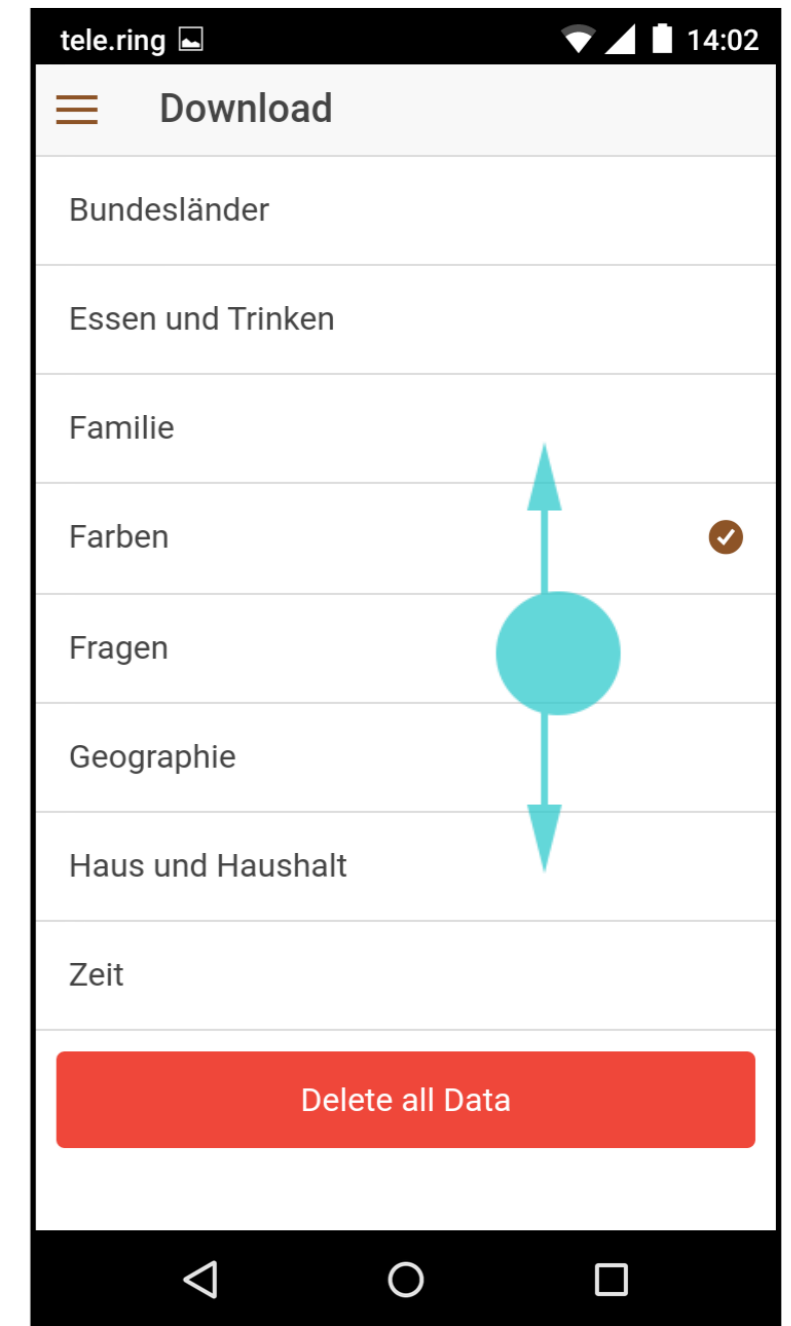 tele.ring 14:02
Download
Bundesländer
Essen und Trinken
Familie
Farben
Fragen
Geographie
Haus und Haushalt
Zeit
Delete all Data